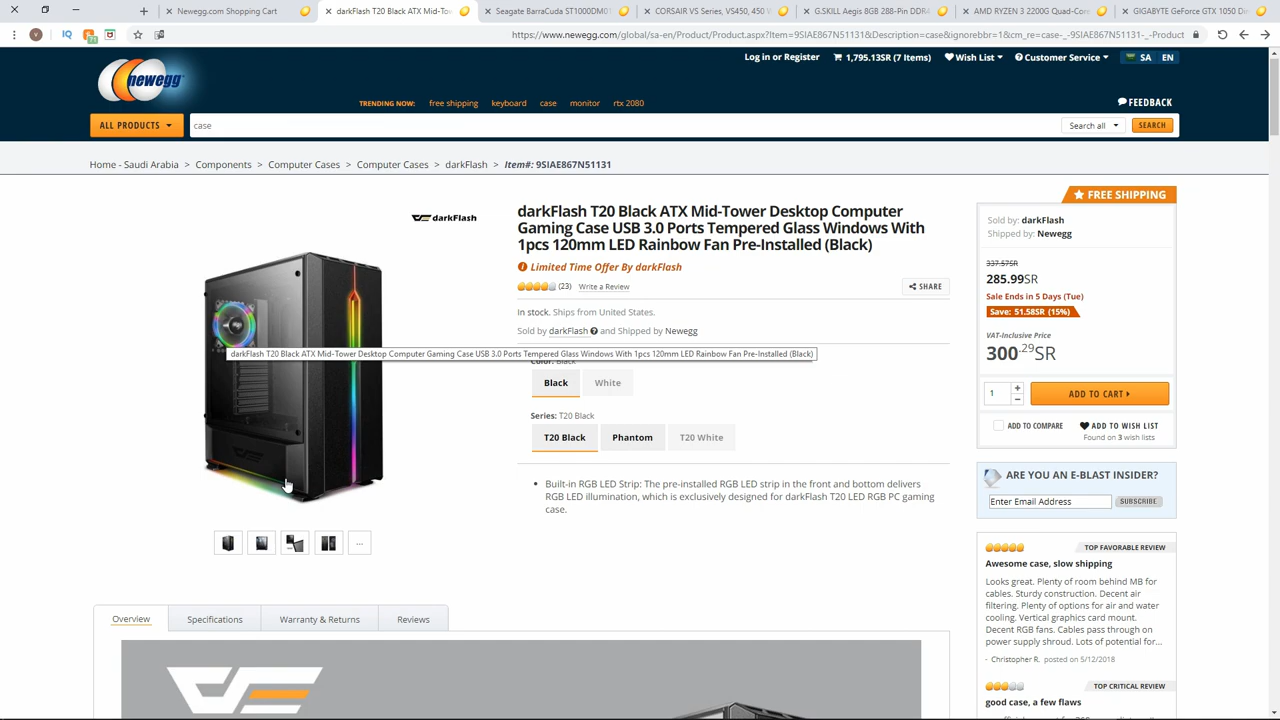 Newegg.com Shopping Cart
darkFlash T20 Black ATX Mid-To
Seagate BarraCuda ST1000DM01
CORSAIR VS Series, VS450, 450 W
G.SKILL Aegis 8GB 288-Pin DDR4
AMD RYZEN 3 2200G Quad-Core
GIGABYTE GeForce GTX 1050 De
https://www.newegg.com/global/sa-en/Product/Product.aspx?Item=9SIAE867N51131&Description=case&ignorebbr=1&cm_re=case-_-9SIAE867N51131-_-Product
newegg
Log in or Register
1,795.13SR (7 Items)
Wish List
Customer Service
SA
EN
TRENDING NOW: free shipping keyboard case monitor rtx 2080
FEEDBACK
ALL PRODUCTS
case
Search all
SEARCH
Home - Saudi Arabia > Components > Computer Cases > Computer Cases > darkFlash > Item#: 9SIAE867N51131
FREE SHIPPING
darkFlash
darkFlash T20 Black ATX Mid-Tower Desktop Computer
Gaming Case USB 3.0 Ports Tempered Glass Windows With
1pcs 120mm LED Rainbow Fan Pre-Installed (Black)
Limited Time Offer By darkFlash
(23) Write a Review
SHARE
In stock. Ships from United States.
Sold by darkFlash and Shipped by Newegg
darkFlash T20 Black ATX Mid-Tower Desktop Computer Gaming Case USB 3.0 Ports Tempered Glass Windows With 1pcs 120mm LED Rainbow Fan Pre-Installed (Black)
Color: Black
Black White
Series: T20 Black
T20 Black Phantom T20 White
• Built-in RGB LED Strip: The pre-installed RGB LED strip in the front and bottom delivers
RGB LED illumination, which is exclusively designed for darkFlash T20 LED RGB PC gaming
case.
Sold by: darkFlash
Shipped by: Newegg
337.57SR
285.99SR
Sale Ends in 5 Days (Tue)
Save: 51.58SR (15%)
VAT-Inclusive Price
300.29SR
1
ADD TO CART
ADD TO COMPARE
ADD TO WISH LIST
Found on 3 wish lists
ARE YOU AN E-BLAST INSIDER?
Enter Email Address
SUBSCRIBE
TOP FAVORABLE REVIEW
Awesome case, slow shipping
Looks great. Plenty of room behind MB for
cables. Sturdy construction. Decent air
filtering. Plenty of options for air and water
cooling. Vertical graphics card mount.
Decent RGB fans. Cables pass through on
power supply shroud. Lots of potential for...
- Christopher R. posted on 5/12/2018
TOP CRITICAL REVIEW
good case, a few flaws
...
Overview
Specifications
Warranty & Returns
Reviews